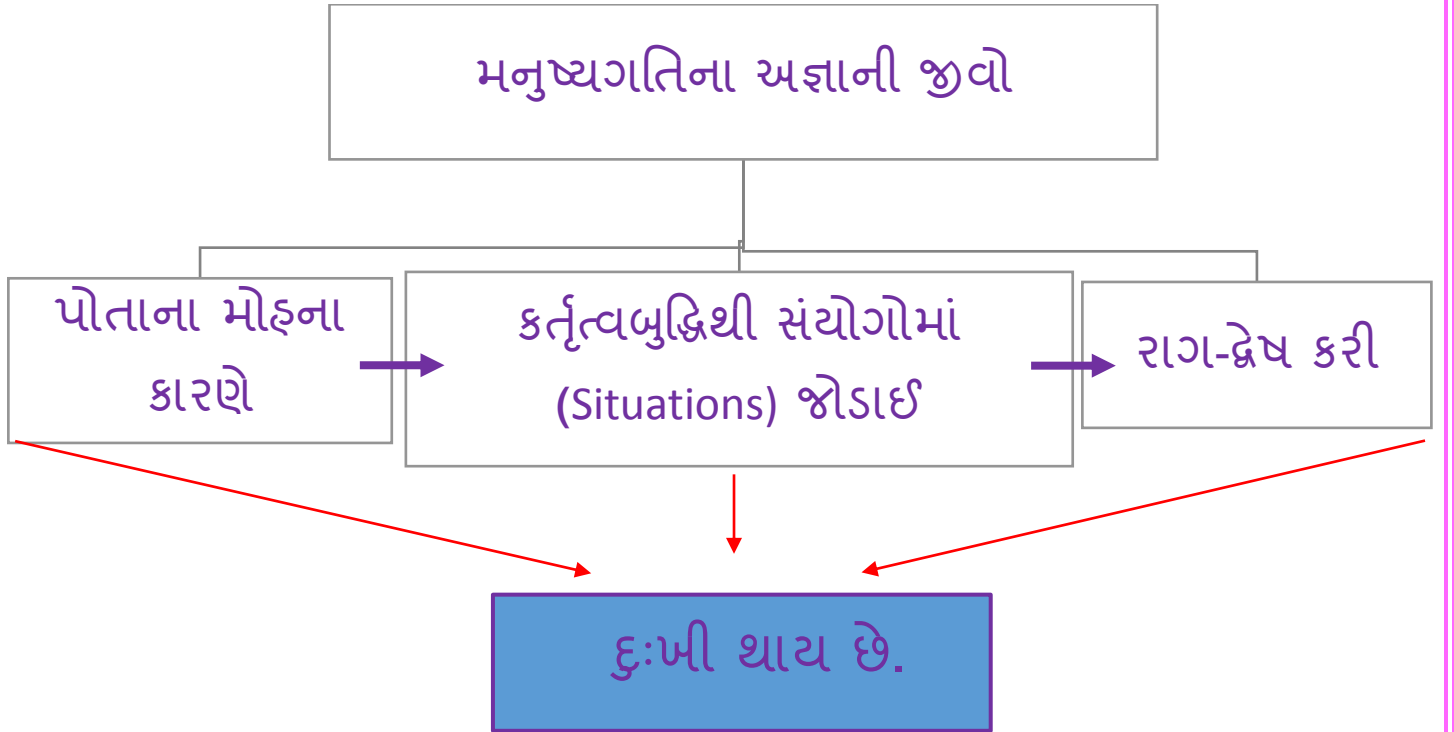 મનુષ્યગતિના અજ્ઞાની જીવો
પોતાના મોહના
કારણે
કર્તૃત્વબુદ્ધિથી સંયોગોમાં
(Situations) જોડાઈ
રાગ-દ્વેષ કરી
દુઃખી થાય છે.